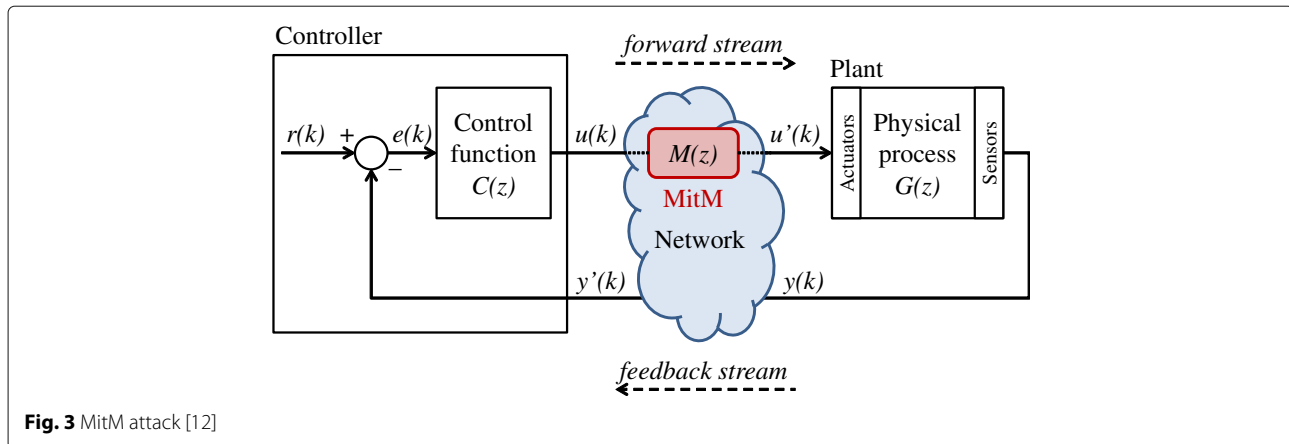 Controller
forward stream
Plant
r(k)
+
−
e(k)
Control
function
C(z)
u(k)
M(z)
MitM
Network
u’(k)
Actuators
Physical
process
G(z)
Sensors
y’(k)
y(k)
feedback stream
Fig. 3 MitM attack [12]